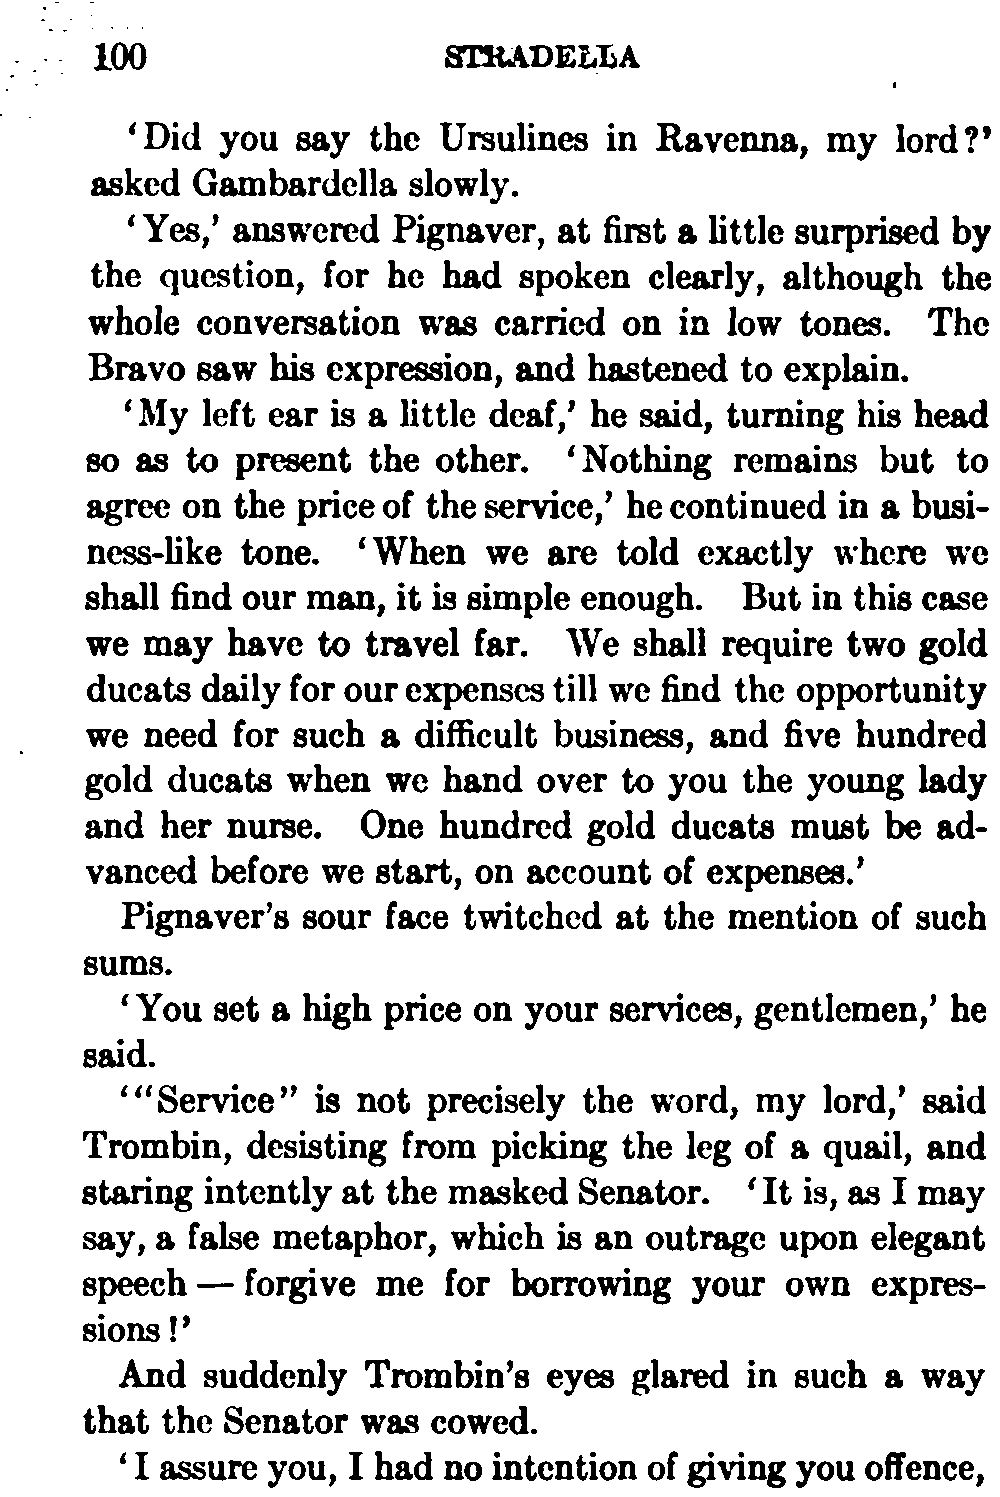 100 STRADELLA
‘Did you say the Ursulines in Ravenna, my lord?’
asked Gambardella slowly.
‘Yes,’ answered Pignaver, at first a little surprised by
the question, for he had spoken clearly, although the
whole conversation was carried on in low tones. The
Bravo saw his expression, and hastened to explain.
‘My left ear is a little deaf,’ he said, turning his head
so as to present the other. ‘Nothing remains but to
agree on the price of the service,’ he continued in a busi-
ness-like tone. ‘When we are told exactly where we
shall find our man, it is simple enough. But in this case
we may have to travel far. We shall require two gold
ducats daily for our expenses till we find the opportunity
we need for such a difficult business, and five hundred
gold ducats when we hand over to you the young lady
and her nurse. One hundred gold ducats must be ad-
vanced before we start, on account of expenses.’
Pignaver’s sour face twitched at the mention of such
sums.
‘You set a high price on your services, gentlemen,’ he
said.
‘“Service” is not precisely the word, my lord,’ said
Trombin, desisting from picking the leg of a quail, and
staring intently at the masked Senator. ‘It is, as I may
say, a false metaphor, which is an outrage upon elegant
speech — forgive me for borrowing your own expres-
sions!’
And suddenly Trombin’s eyes glared in such a way
that the Senator was cowed.
‘I assure you, I had no intention of giving you offence,